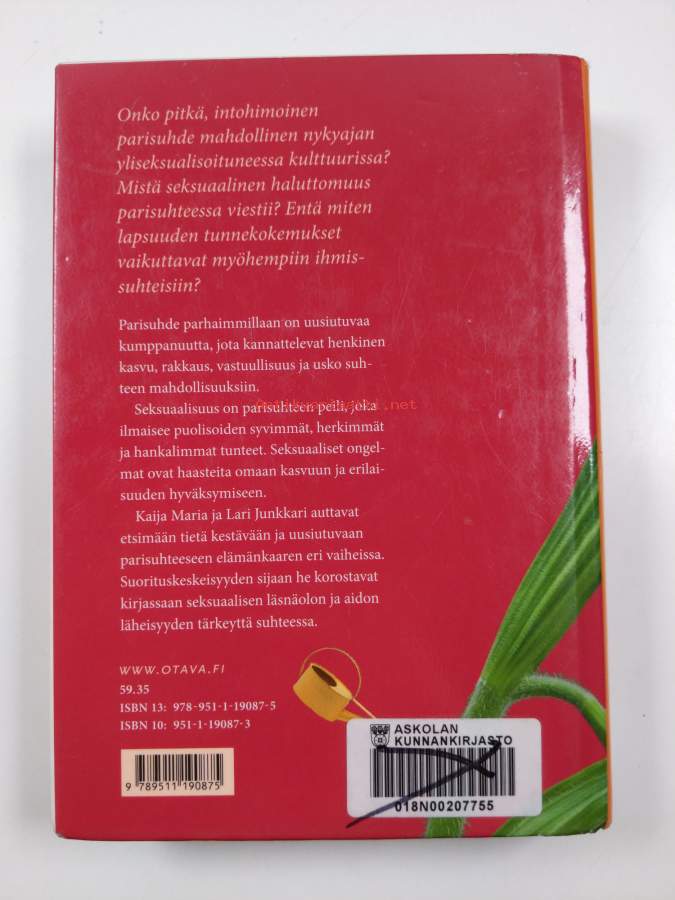 Onko pitkä, intohimoinen
parisuhde mahdollinen nykyajan
yliseksualisoituneessa kulttuurissa?
Mistä seksuaalinen haluttomuus
parisuhteessa viestii? Entä miten
lapsuuden tunnekokemukset
vaikuttavat myöhempiin ihmis-
suhteisiin?
Parisuhde parhaimmillaan on uusiutuvaa
kumppanuutta, jota kannattelevat henkinen
kasvu, rakkaus, vastuullisuus ja usko suh-
teen mahdollisuuksiin.
Seksuaalisuus on parisuhteen peili, joka
ilmaisee puolisoiden syvimmät, herkimmät
ja hankalimmat tunteet. Seksuaaliset ongel-
mat ovat haasteita omaan kasvuun ja erilai-
suuden hyväksymiseen.
Kaija Maria ja Lari Junkkari auttavat
etsimään tietä kestävään ja uusiutuvaan
parisuhteeseen elämänkaaren eri vaiheissa.
Suorituskeskeisyyden sijaan he korostavat
kirjassaan seksuaalisen läsnäolon ja aidon
läheisyyden tärkeyttä suhteessa.
WWW.OTAVA.FI
59.35
ISBN 13: 978-951-1-19087-5
ISBN 10: 951-1-19087-3
9 789511 190875
ASKOLAN
KUNNANKIRJASTO
018N00207755